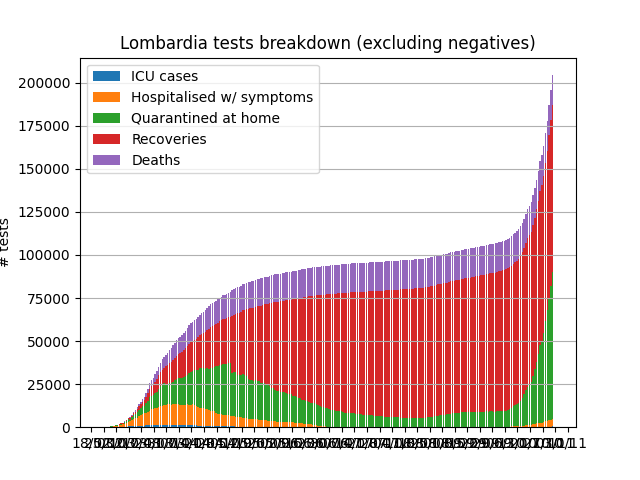 Lombardia tests breakdown (excluding negatives)
ICU cases
Hospitalised w/ symptoms
Quarantined at home
Recoveries
Deaths
200000
175000
150000
125000
100000
75000
50000
25000
0
# tests